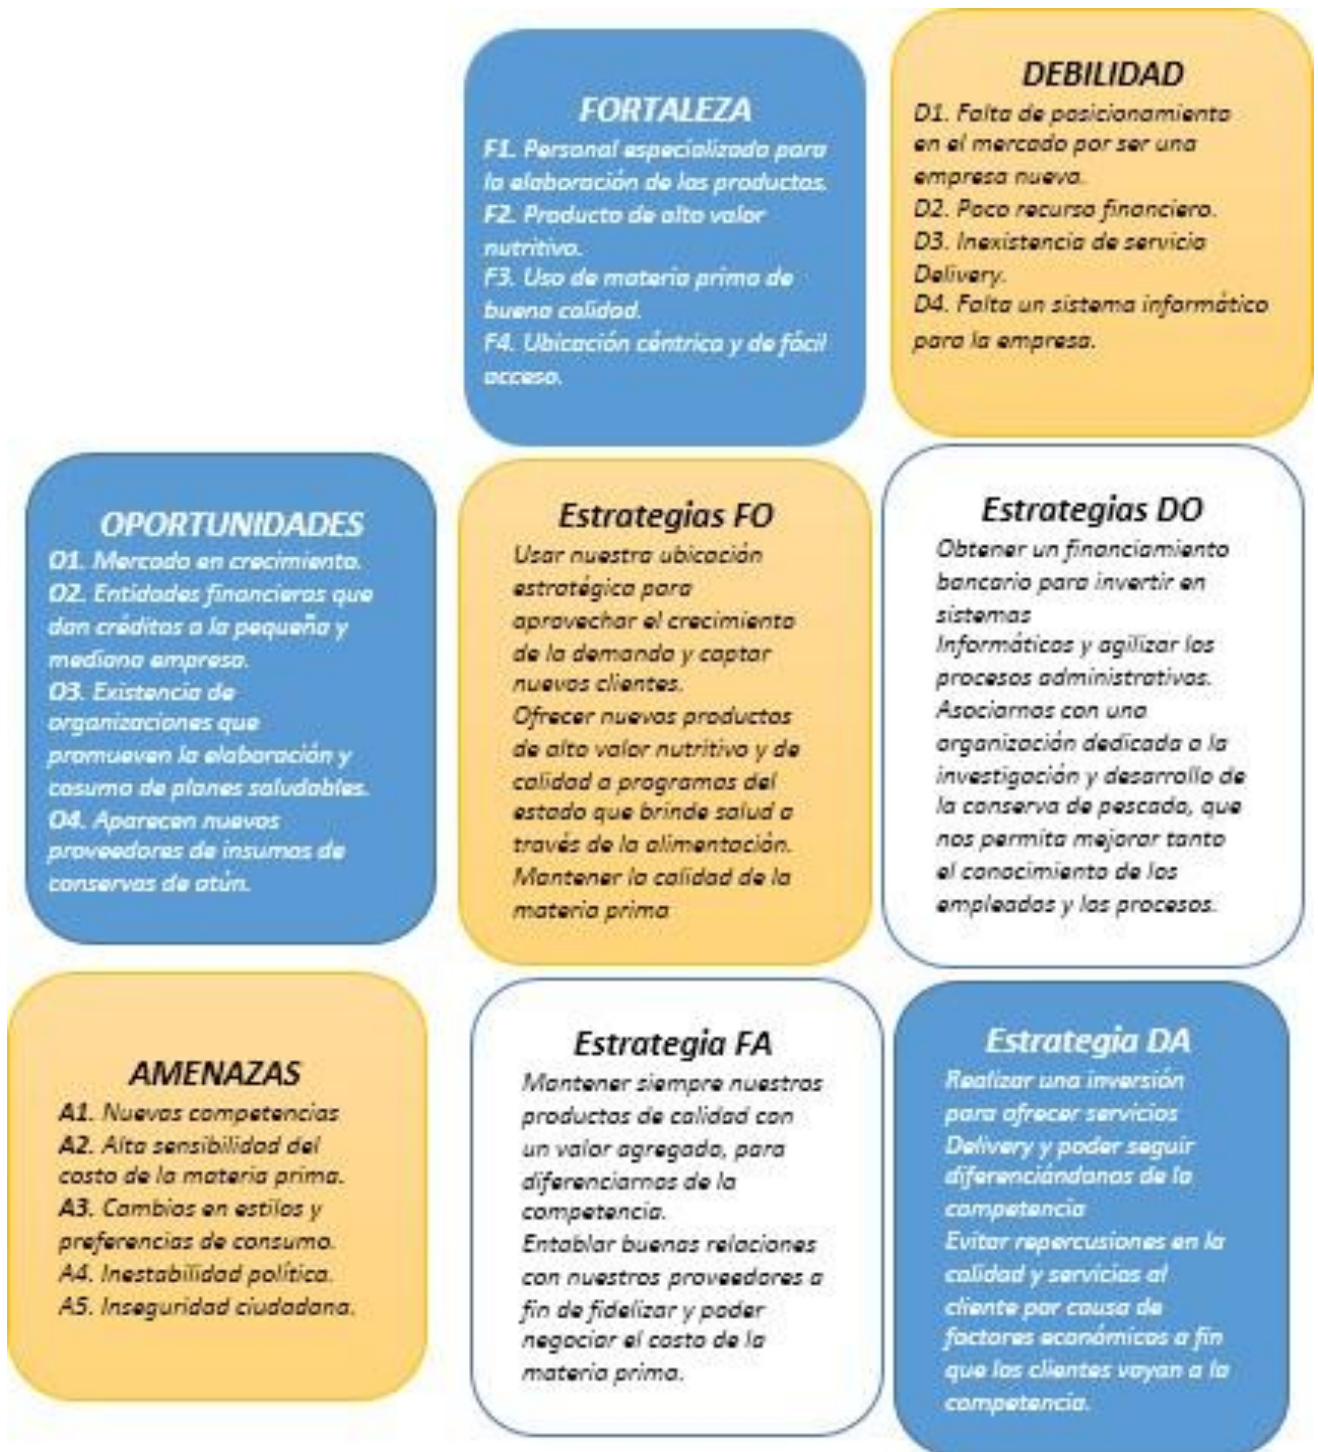 FORTALEZA
F1. Personal especializado para
la elaboración de los productos.
F2. Producto de alto valor
nutritivo.
F3. Uso de materia prima de
buena calidad.
F4. Ubicación céntrica y de fácil
acceso.
DEBILIDAD
D1. Falta de posicionamiento
en el mercado por ser una
empresa nueva.
D2. Poco recurso financiero.
D3. Inexistencia de servicio
Delivery.
D4. Falta un sistema informático
para la empresa.
OPORTUNIDADES
O1. Mercado en crecimiento.
O2. Entidades financieras que
dan créditos a la pequeña y
mediana empresa.
O3. Existencia de
organizaciones que
promueven la elaboración y
cosumo de planes saludables.
O4. Aparecen nuevos
proveedores de insumos de
conservas de atún.
Estrategias FO
Usar nuestra ubicación
estratégica para
aprovechar el crecimiento
de la demanda y captar
nuevos clientes.
Ofrecer nuevos productos
de alto valor nutritivo y de
calidad a programas del
estado que brinde salud a
través de la alimentación.
Mantener la calidad de la
materia prima
Estrategias DO
Obtener un financiamiento
bancario para invertir en
sistemas
Informáticos y agilizar los
procesos administrativos.
Asociarnos con una
organización dedicada a la
investigación y desarrollo de
la conserva de pescado, que
nos permita mejorar tanto
el conocimiento de los
empleados y los procesos.
AMENAZAS
A1. Nuevas competencias
A2. Alta sensibilidad del
costo de la materia prima.
A3. Cambios en estilos y
preferencias de consumo.
A4. Inestabilidad política.
A5. Inseguridad ciudadana.
Estrategia FA
Mantener siempre nuestros
productos de calidad con
un valor agregado, para
diferenciarnos de la
competencia.
Entablar buenas relaciones
con nuestros proveedores a
fin de fidelizar y poder
negociar el costo de la
materia prima.
Estrategia DA
Realizar una inversión
para ofrecer servicios
Delivery y poder seguir
diferenciándonos de la
competencia
Evitar repercusiones en la
calidad y servicios al
cliente por causa de
factores económicos a fin
que los clientes vayan a la
competencia.